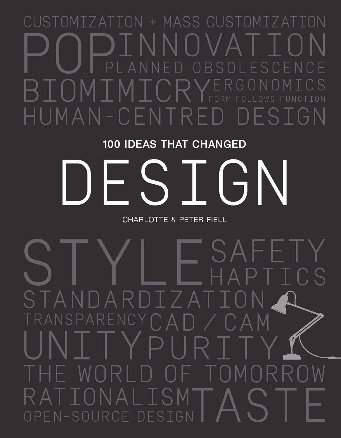 CUSTOMIZATION + MASS CUSTOMIZATION
POP INNOVATION
PLANNED OBSOLESCENCE
BIOMIMICRY ERGONOMICS
FORM FOLLOWS FUNCTION
HUMAN-CENTRED DESIGN
100 IDEAS THAT CHANGED
DESIGN
CHARLOTTE & PETER FIELL
STYLE SAFETY
HAPTICS
STANDARDIZATION
TRANSPARENCY CAD / CAM
UNITY PURITY
THE WORLD OF TOMORROW
RATIONALISM TASTE
OPEN-SOURCE DESIGN